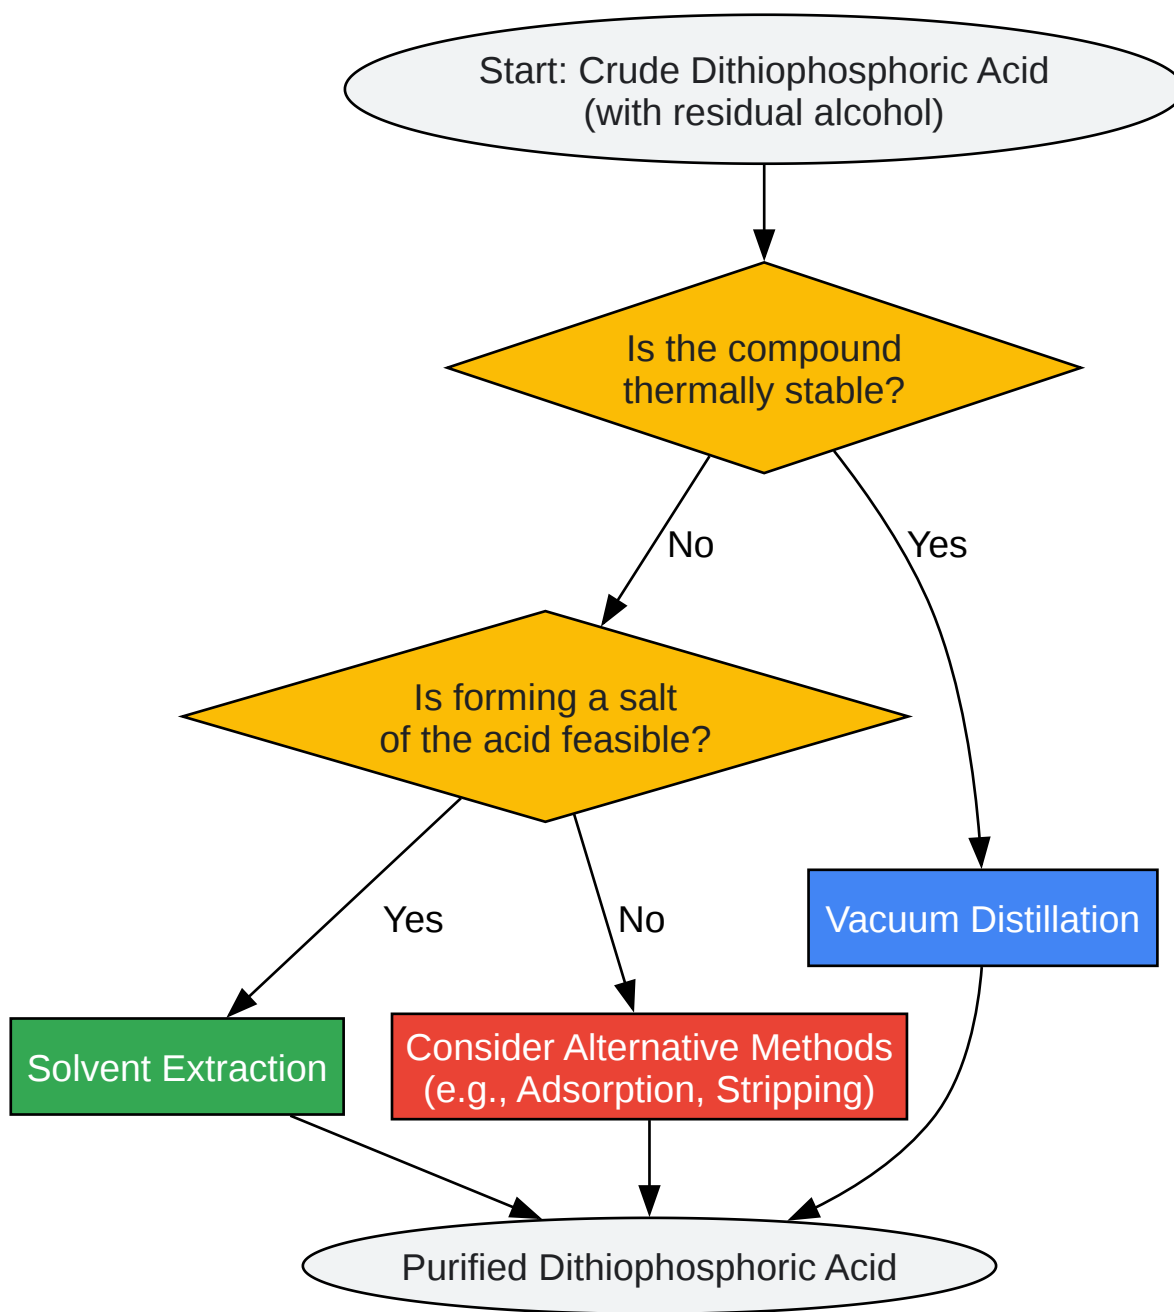 Start: Crude Dithiophosphoric Acid
(with residual alcohol)
Is the compound
thermally stable?
No
Yes
Is forming a salt
of the acid feasible?
Yes
No
Vacuum Distillation
Solvent Extraction
Consider Alternative Methods
(e.g., Adsorption, Stripping)
Purified Dithiophosphoric Acid